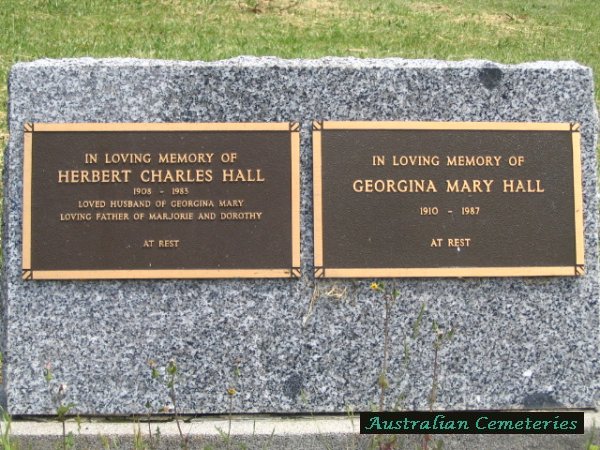 IN LOVING MEMORY OF
HERBERT CHARLES HALL
1908 - 1983
LOVED HUSBAND OF GEORGINA MARY
LOVING FATHER OF MARJORIE AND DOROTHY
AT REST
IN LOVING MEMORY OF
GEORGINA MARY HALL
1910 - 1987
AT REST
Australian Cemeteries